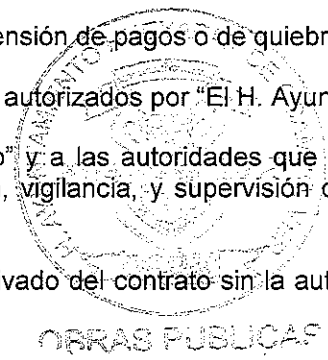 ensión de pagos o de quiebr
autorizados por “El H. Ayun
o” y a las autoridades que
, vigilancia, y supervisión c
ivado del contrato sin la aut
OBRAS PUBLICAS